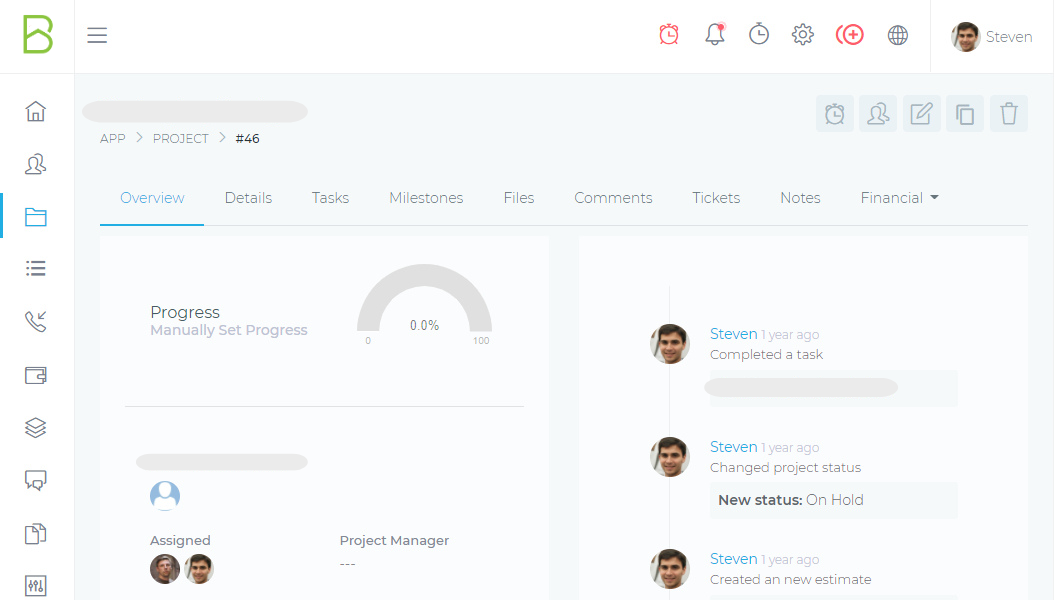 Steven
APP > PROJECT > #46
Overview Details Tasks Milestones Files Comments Tickets Notes Financial
Progress
Manually Set Progress
0.0%
0 100
Assigned
Project Manager
---
Steven 1 year ago
Completed a task
Steven 1 year ago
Changed project status
New status: On Hold
Steven 1 year ago
Created an new estimate